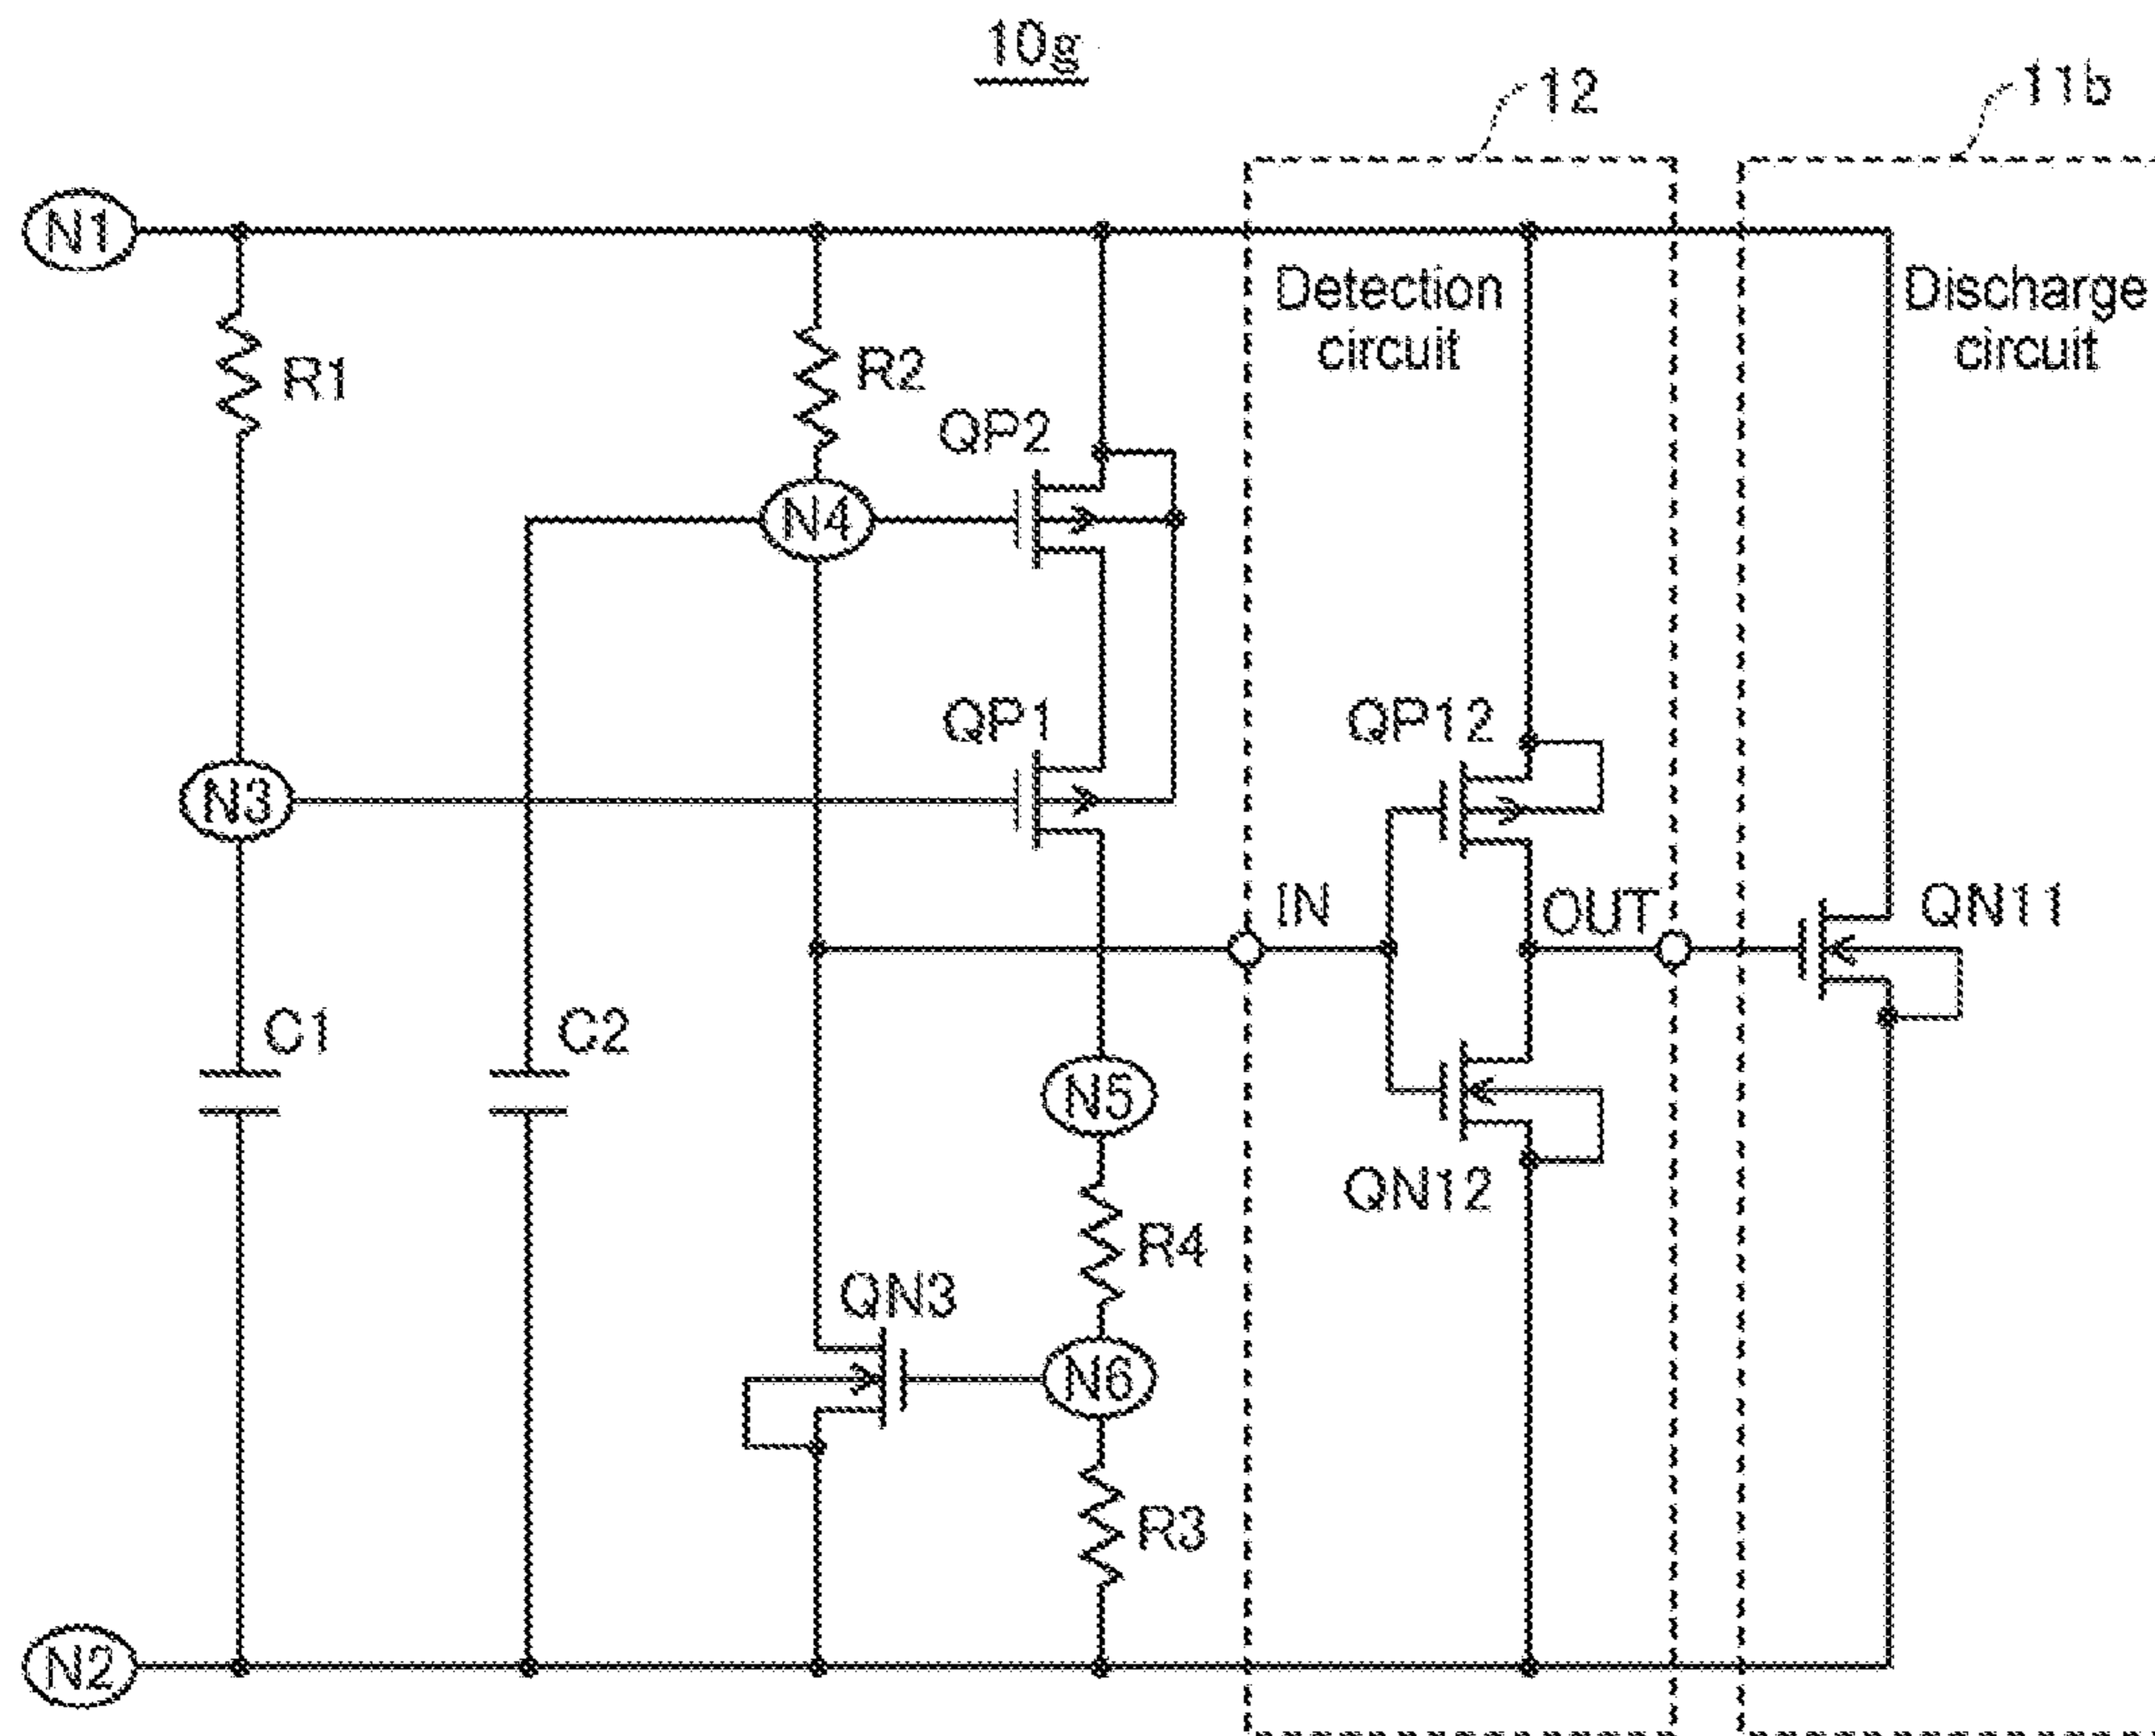 10g
12
11b
N1
Detection
circuit
Discharge
circuit
R1
R2
QP2
N4
QP1
QP12
N3
IN
OUT
QN11
C1
C2
N5
QN12
R4
QN3
N6
R3
N2